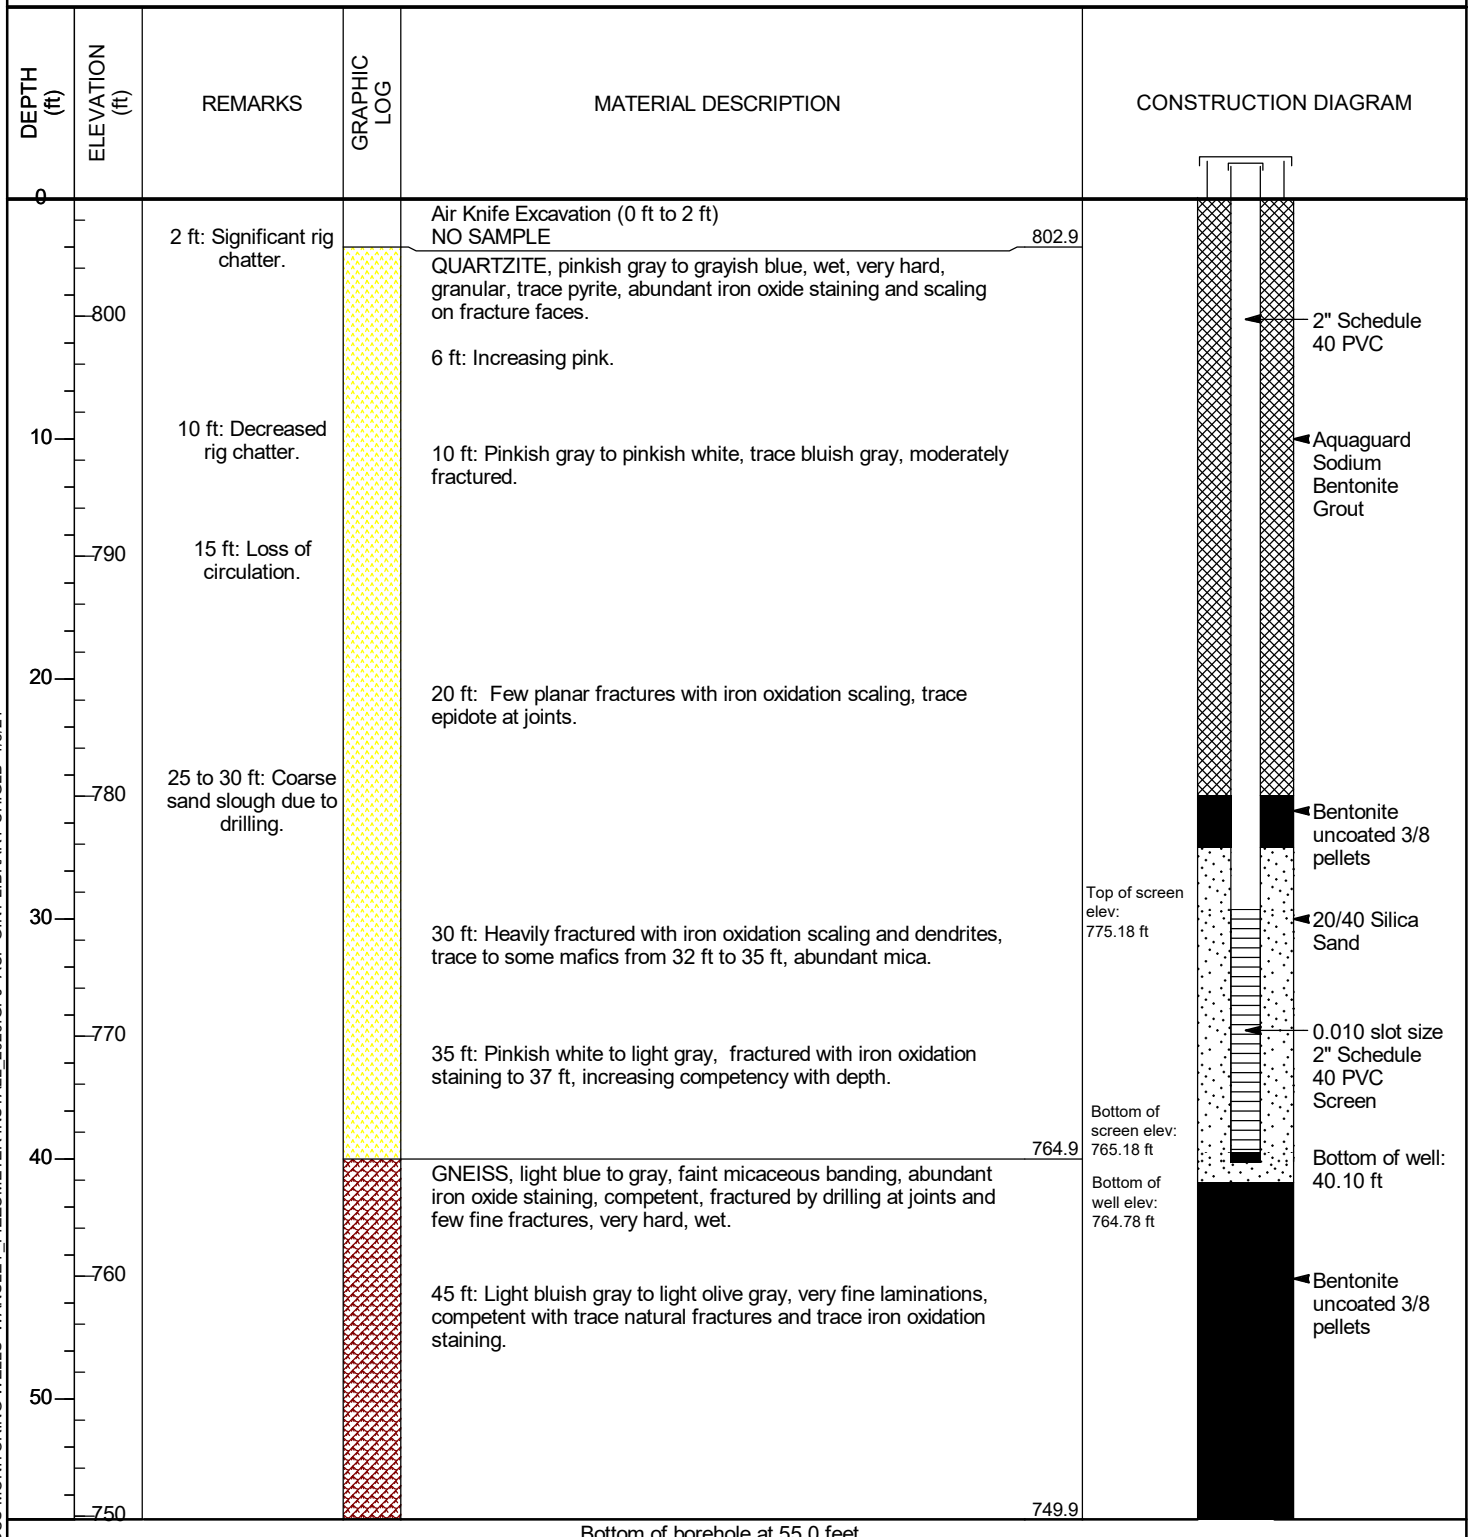 DEPTH
(ft)
ELEVATION
(ft)
REMARKS
GRAPHIC
LOG
MATERIAL DESCRIPTION
CONSTRUCTION DIAGRAM
0
10
20
30
40
50
800
790
780
770
760
750
2 ft: Significant rig
chatter.
10 ft: Decreased
rig chatter.
15 ft: Loss of
circulation.
25 to 30 ft: Coarse
sand slough due to
drilling.
Air Knife Excavation (0 ft to 2 ft)
NO SAMPLE
802.9
QUARTZITE, pinkish gray to grayish blue, wet, very hard,
granular, trace pyrite, abundant iron oxide staining and scaling
on fracture faces.
6 ft: Increasing pink.
10 ft: Pinkish gray to pinkish white, trace bluish gray, moderately
fractured.
20 ft:  Few planar fractures with iron oxidation scaling, trace
epidote at joints.
30 ft: Heavily fractured with iron oxidation scaling and dendrites,
trace to some mafics from 32 ft to 35 ft, abundant mica.
35 ft: Pinkish white to light gray,  fractured with iron oxidation
staining to 37 ft, increasing competency with depth.
764.9
GNEISS, light blue to gray, faint micaceous banding, abundant
iron oxide staining, competent, fractured by drilling at joints and
few fine fractures, very hard, wet.
45 ft: Light bluish gray to light olive gray, very fine laminations,
competent with trace natural fractures and trace iron oxidation
staining.
749.9
Bottom of borehole at 55.0 feet
2" Schedule
40 PVC
Aquaguard
Sodium
Bentonite
Grout
Bentonite
uncoated 3/8
pellets
Top of screen
elev:
775.18 ft
20/40 Silica
Sand
0.010 slot size
2" Schedule
40 PVC
Screen
Bottom of
screen elev:
765.18 ft
Bottom of well:
40.10 ft
Bottom of
well elev:
764.78 ft
Bentonite
uncoated 3/8
pellets